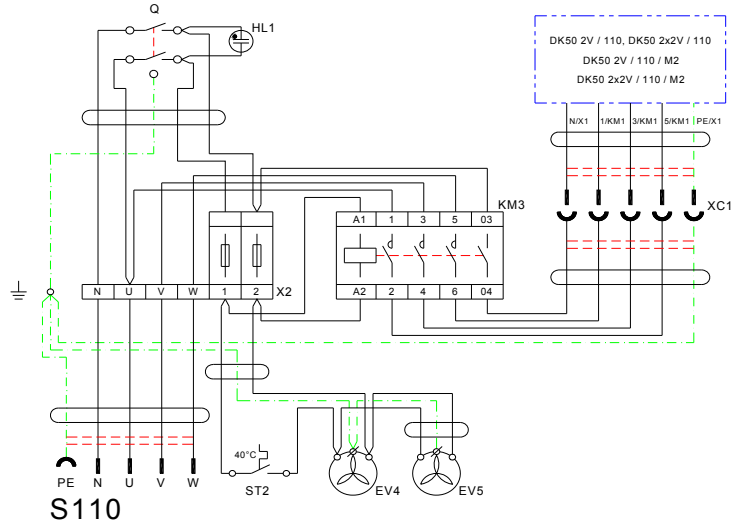 Q
HL1
DK50 2V / 110, DK50 2x2V / 110
DK50 2V / 110 / M2
DK50 2x2V / 110 / M2
N/X1 1/KM1 3/KM1 5/KM1 PE/X1
XC1
KM3
A1 1 3 5 03
N U V W 1 2 X2
A2 2 4 6 04
40°C
ST2
EV4
EV5
PE N U V W
S110